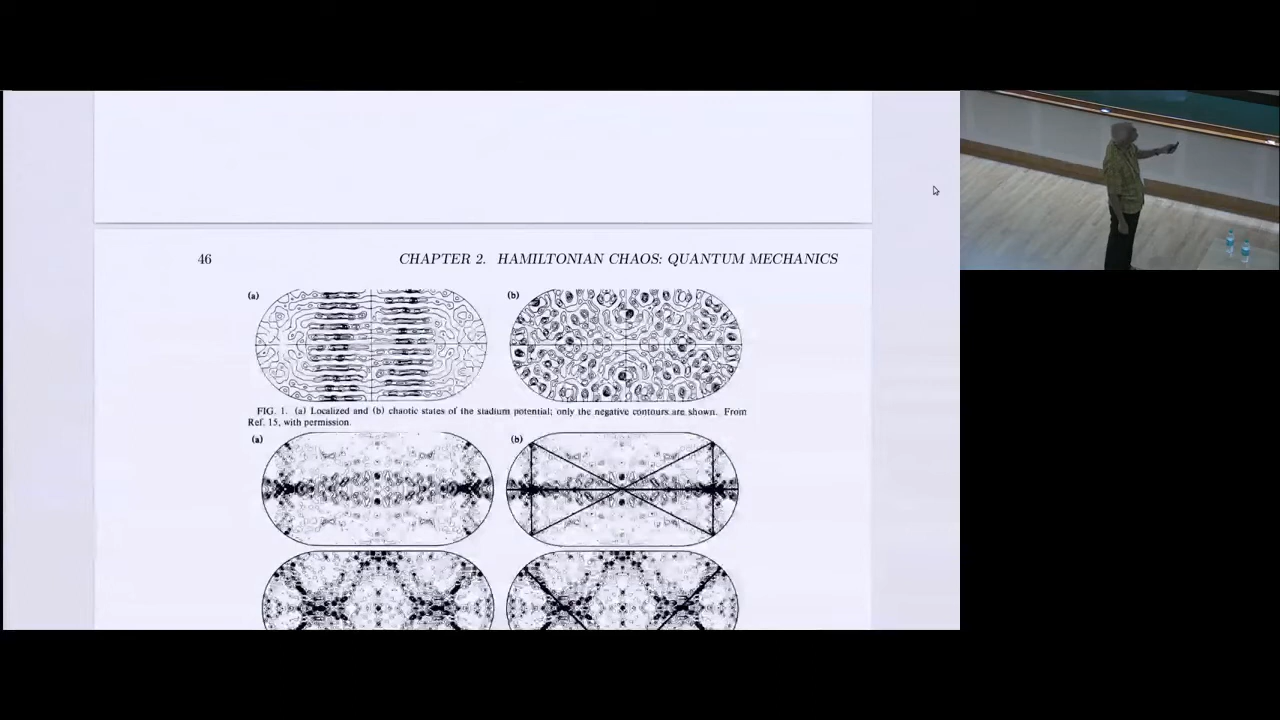 46 CHAPTER 2. HAMILTONIAN CHAOS: QUANTUM MECHANICS
(a) (b)
FIG. 1. (a) Localized and (b) chaotic states of the stadium potential; only the negative contours are shown. From
Ref. 15, with permission.
(a) (b)